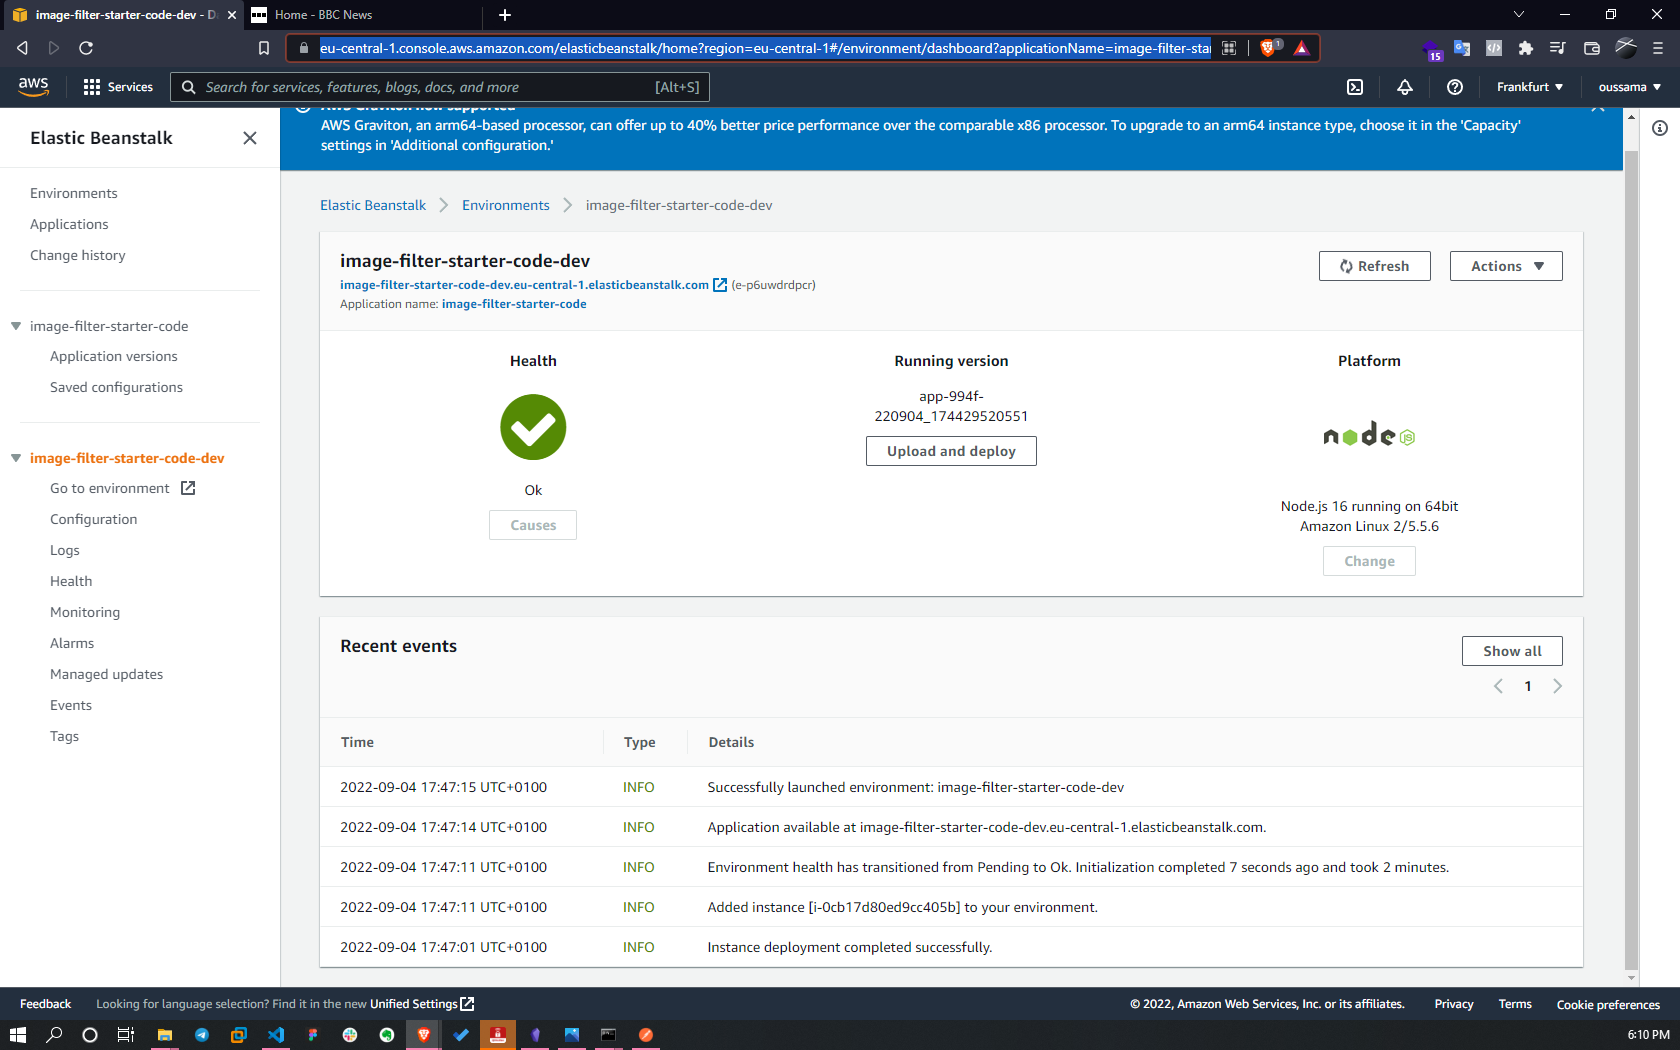 image-filter-starter-code-dev - D
Home - BBC News
eu-central-1.console.aws.amazon.com/elasticbeanstalk/home?region=eu-central-1#/environment/dashboard?applicationName=image-filter-sta
1
15
aws
Services
Search for services, features, blogs, docs, and more
[Alt+S]
Frankfurt
oussama
Elastic Beanstalk
Environments
Applications
Change history
image-filter-starter-code
Application versions
Saved configurations
image-filter-starter-code-dev
Go to environment
Configuration
Logs
Health
Monitoring
Alarms
Managed updates
Events
Tags
AWS Graviton now supported
AWS Graviton, an arm64-based processor, can offer up to 40% better price performance over the comparable x86 processor. To upgrade to an arm64 instance type, choose it in the 'Capacity'
settings in 'Additional configuration.'
Elastic Beanstalk
Environments
image-filter-starter-code-dev
image-filter-starter-code-dev
image-filter-starter-code-dev.eu-central-1.elasticbeanstalk.com (e-p6uwdrdpcr)
Application name: image-filter-starter-code
Refresh
Actions
Health
Ok
Causes
Running version
app-994f-
220904_174429520551
Upload and deploy
Platform
node
JS
Node.js 16 running on 64bit
Amazon Linux 2/5.5.6
Change
Recent events
Show all
1
Time Type Details
2022-09-04 17:47:15 UTC+0100 INFO Successfully launched environment: image-filter-starter-code-dev
2022-09-04 17:47:14 UTC+0100 INFO Application available at image-filter-starter-code-dev.eu-central-1.elasticbeanstalk.com.
2022-09-04 17:47:11 UTC+0100 INFO Environment health has transitioned from Pending to Ok. Initialization completed 7 seconds ago and took 2 minutes.
2022-09-04 17:47:11 UTC+0100 INFO Added instance [i-0cb17d80ed9cc405b] to your environment.
2022-09-04 17:47:01 UTC+0100 INFO Instance deployment completed successfully.
Feedback
Looking for language selection? Find it in the new Unified Settings
© 2022, Amazon Web Services, Inc. or its affiliates.
Privacy
Terms
Cookie preferences
6:10 PM